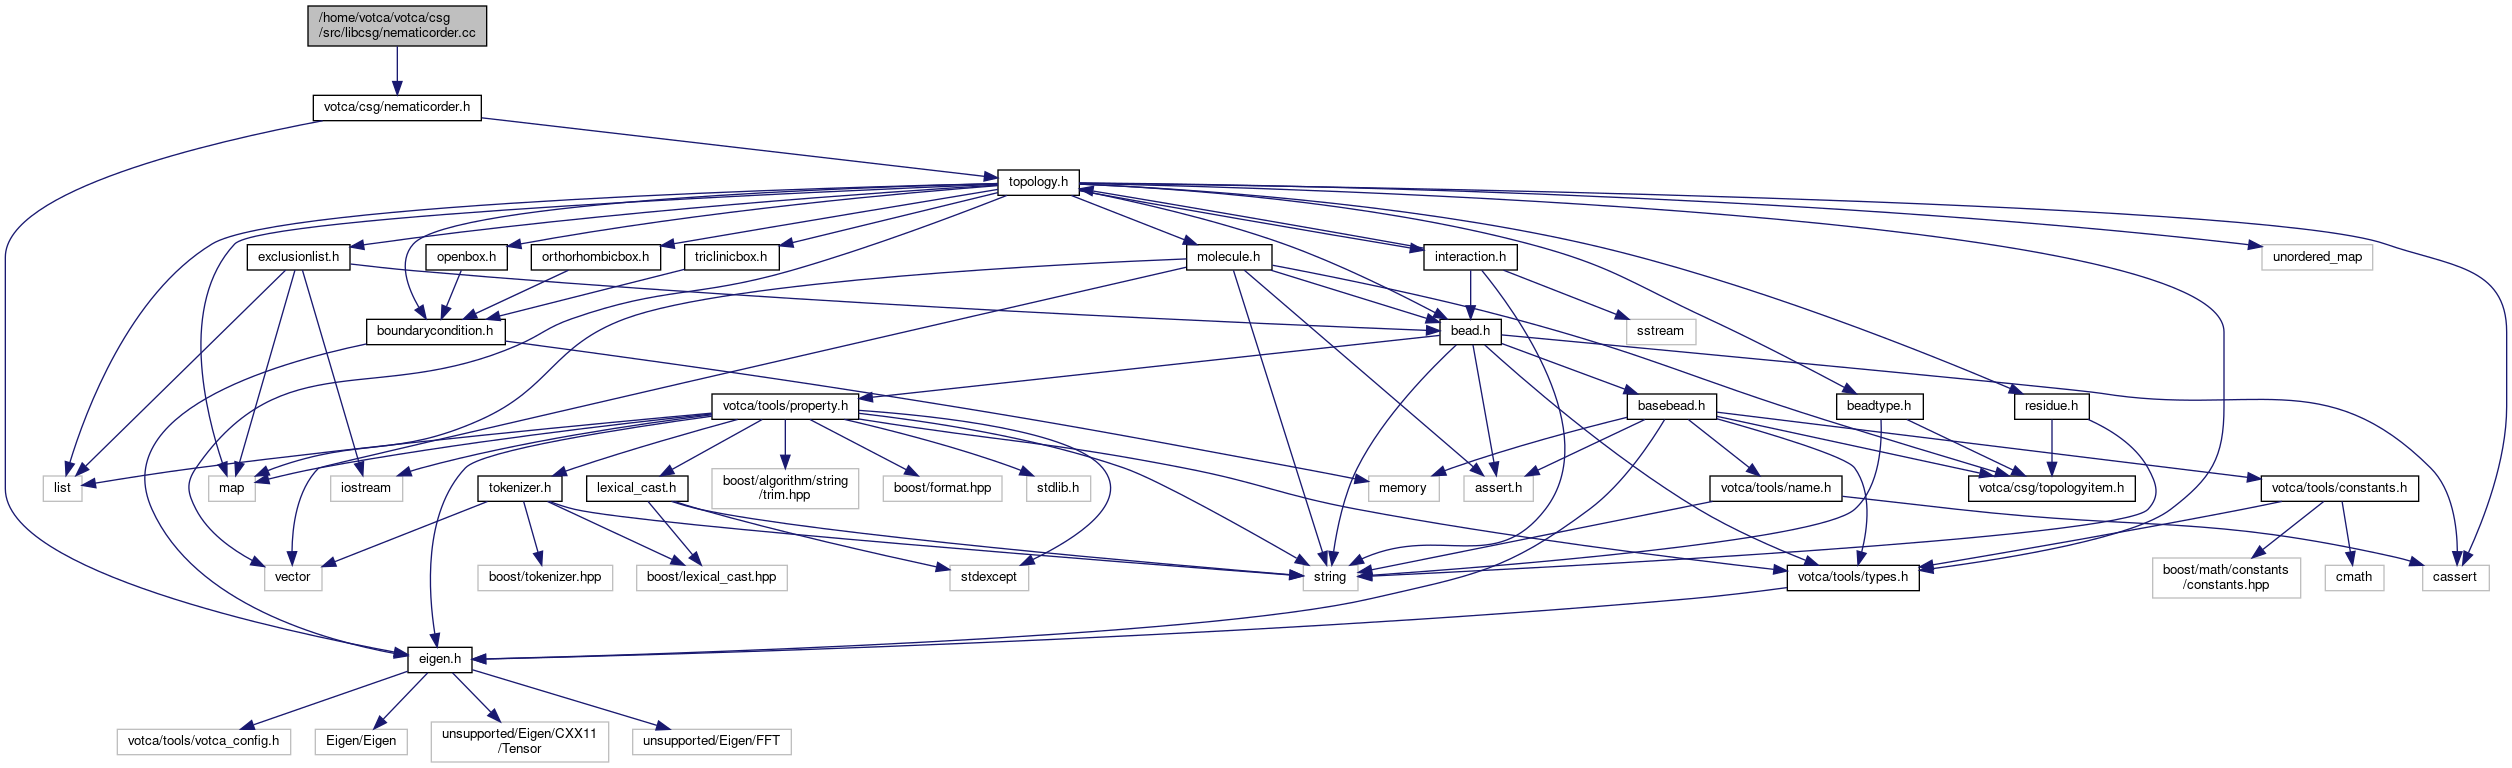 /home/votca/votca/csg
/src/libcsg/nematicorder.cc
votca/csg/nematicorder.h
topology.h
exclusionlist.h
openbox.h
orthorhombicbox.h
triclinicbox.h
molecule.h
interaction.h
unordered_map
boundarycondition.h
bead.h
sstream
votca/tools/property.h
basebead.h
beadtype.h
residue.h
list
map
iostream
tokenizer.h
lexical_cast.h
boost/algorithm/string
/trim.hpp
boost/format.hpp
stdlib.h
memory
assert.h
votca/tools/name.h
votca/csg/topologyitem.h
votca/tools/constants.h
vector
boost/tokenizer.hpp
boost/lexical_cast.hpp
stdexcept
string
votca/tools/types.h
boost/math/constants
/constants.hpp
cmath
cassert
eigen.h
votca/tools/votca_config.h
Eigen/Eigen
unsupported/Eigen/CXX11
/Tensor
unsupported/Eigen/FFT